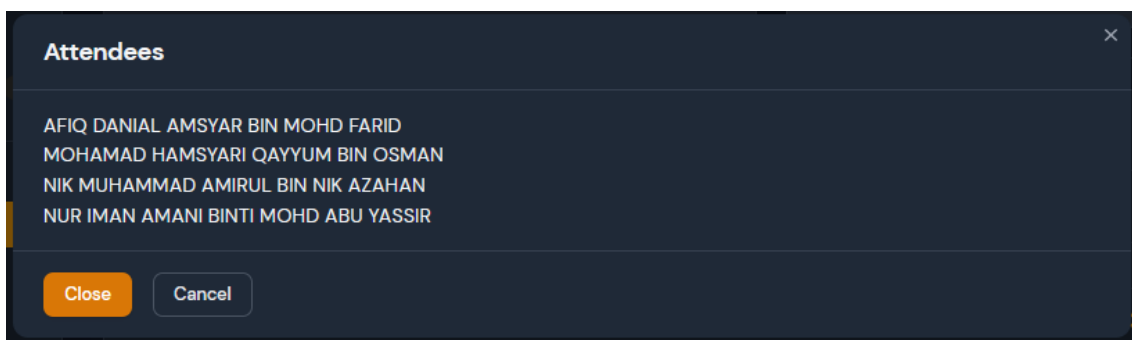 Attendees
AFIQ DANIAL AMSYAR BIN MOHD FARID
MOHAMAD HAMSYARI QAYYUM BIN OSMAN
NIK MUHAMMAD AMIRUL BIN NIK AZAHAN
NUR IMAN AMANI BINTI MOHD ABU YASSIR
Close Cancel